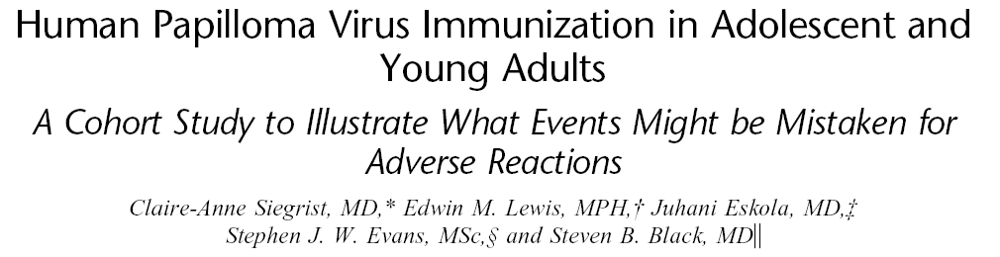 Human Papilloma Virus Immunization in Adolescent and
Young Adults
A Cohort Study to Illustrate What Events Might be Mistaken for
Adverse Reactions
Claire-Anne Siegrist, MD,* Edwin M. Lewis, MPH,† Juhani Eskola, MD,‡
Stephen J. W. Evans, MSc,§ and Steven B. Black, MD‖